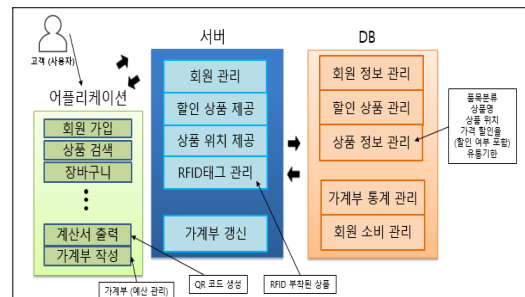 서버
DB
고객 (사용자)
어플리케이션
회원 가입
상품 검색
장바구니
계산서 출력
가계부 작성
회원 관리
할인 상품 제공
상품 위치 제공
RFID태그 관리
가계부 갱신
회원 정보 관리
할인 상품 관리
상품 정보 관리
가계부 통계 관리
회원 소비 관리
품목분류
상품명
상품 위치
가격 할인율
(할인 여부 포함)
유통기한
가계부 (예산 관리)
QR 코드 생성
RFID 부착된 상품